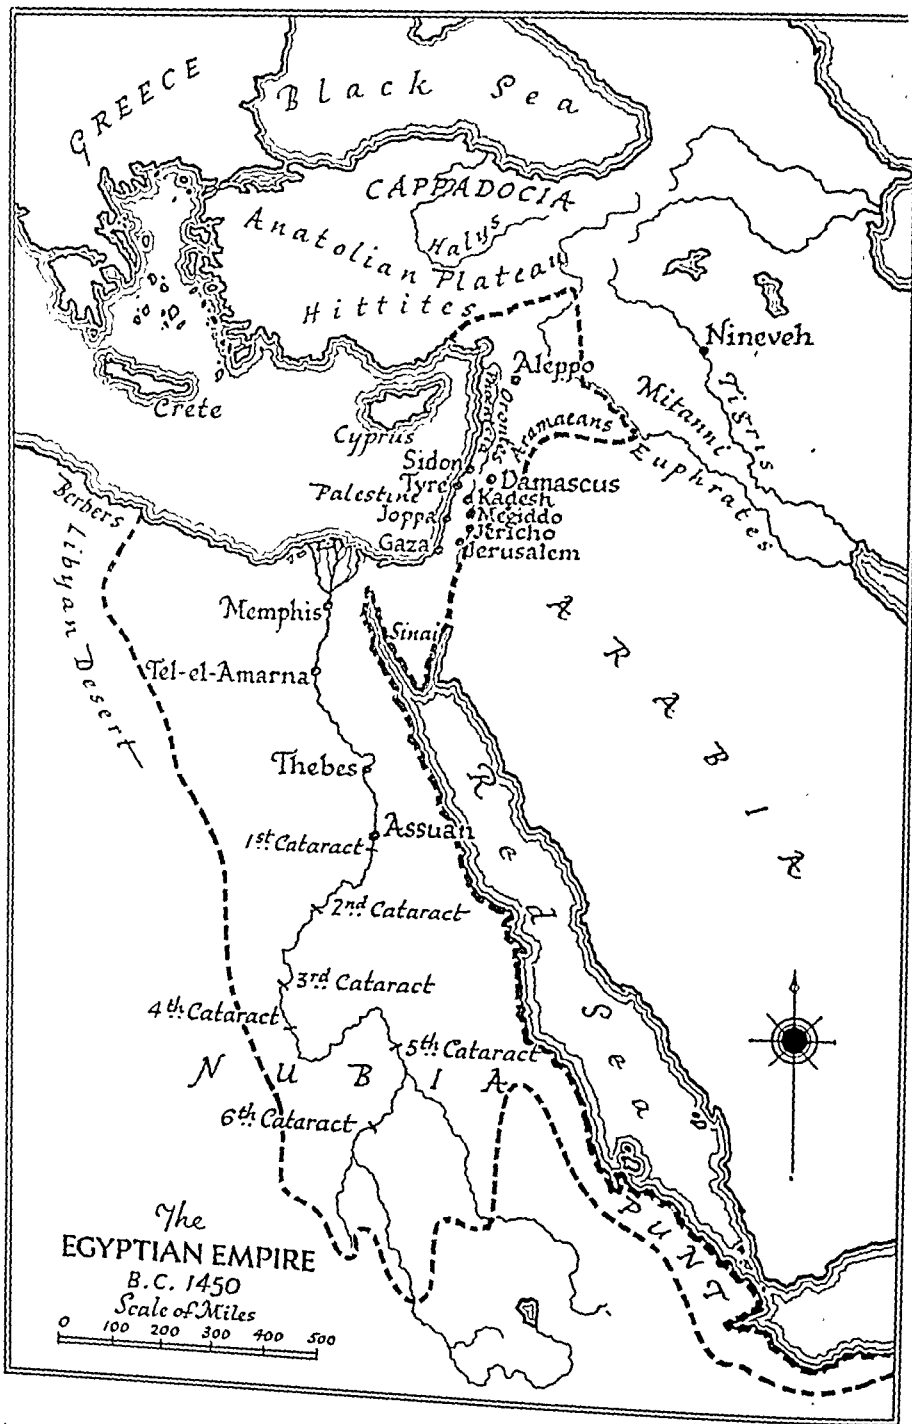 GREECE
Black Sea
CAPPADOCIA
Halys
Anatolian Plateau
Hittites
Nineveh
Aleppo
Crete
Cyprus
Phoenicia
Orontes
Aramaeans
Mitanni
Tigris
Euphrates
Sidon
Tyre
Damascus
Palestine
Kadesh
Joppa
Megiddo
Jericho
Gaza
Jerusalem
Berbers
Libyan Desert
Memphis
Sinai
Tel-el-Amarna
ARABIA
Thebes
Red Sea
Assuan
1st Cataract
2nd Cataract
3rd Cataract
4th Cataract
5th Cataract
NUBIA
6th Cataract
PUNT
The
EGYPTIAN EMPIRE
B.C. 1450
Scale of Miles
0 100 200 300 400 500